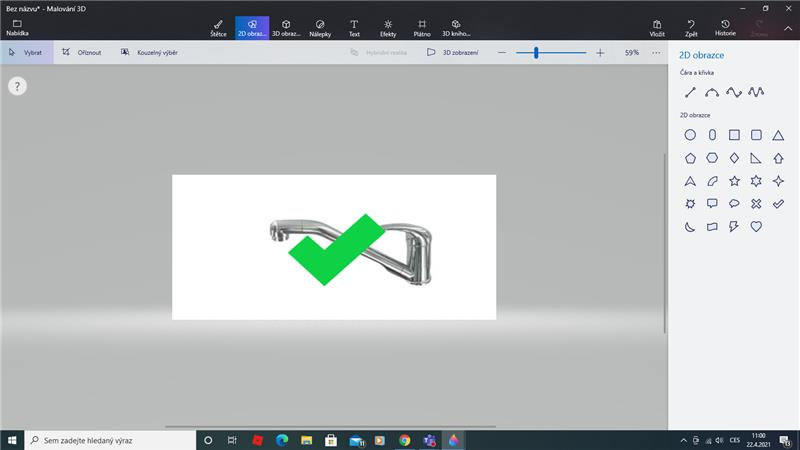 Bez názvu* - Malování 3D
Nabídka
Štětce
2D obraz...
3D obraz...
Nálepky
Text
Efekty
Plátno
3D kniho...
Vložit
Zpět
Historie
Znovu
Vybrat
Oříznout
Kouzelný výběr
Hybridní realita
3D zobrazení
59%
2D obrazce
Čára a křivka
2D obrazce
?
Sem zadejte hledaný výraz
11
CES
11:00
22.4.2021